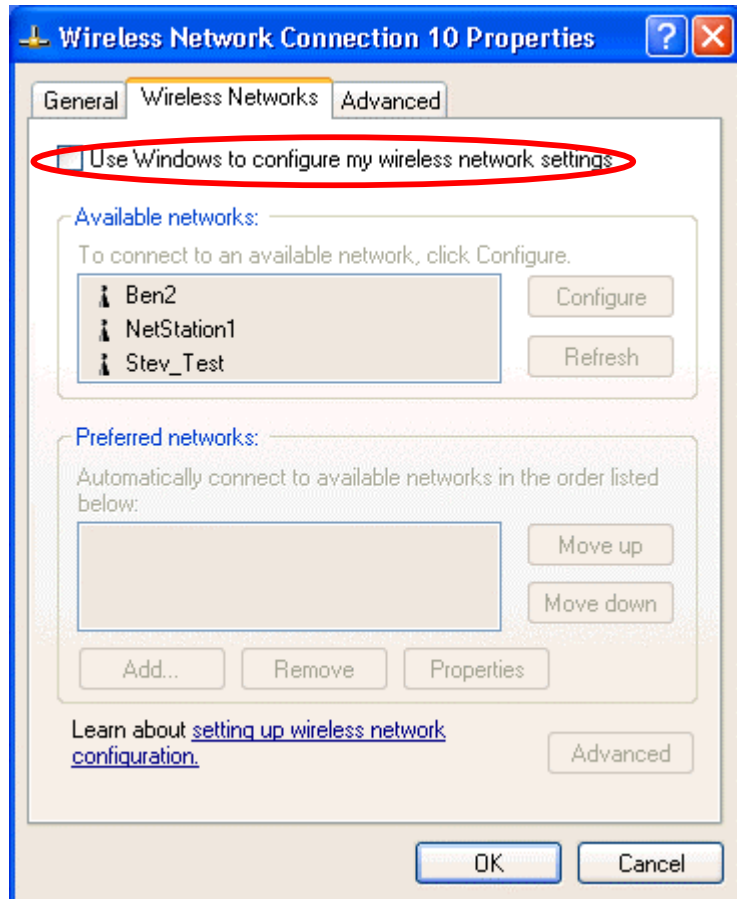 Wireless Network Connection 10 Properties
General Wireless Networks Advanced
Use Windows to configure my wireless network settings
Available networks:
To connect to an available network, click Configure.
Ben2
NetStation1
Stev_Test
Configure
Refresh
Preferred networks:
Automatically connect to available networks in the order listed
below:
Move up
Move down
Add... Remove Properties
Learn about setting up wireless network
configuration.
Advanced
OK Cancel